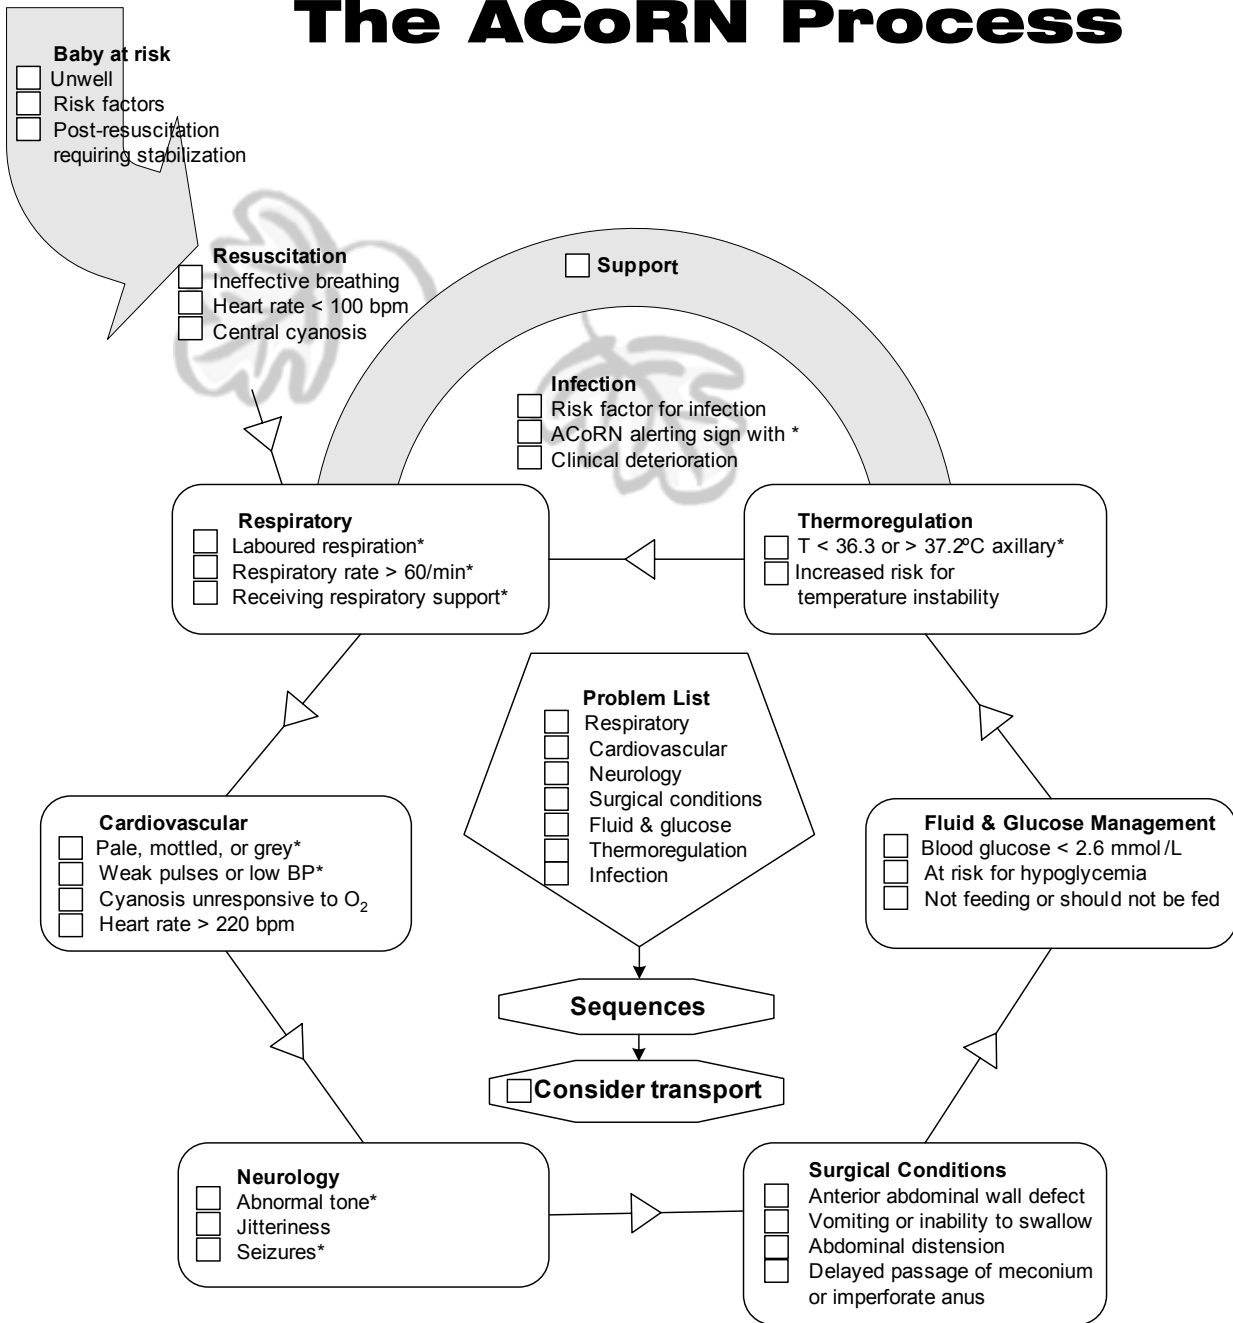 The ACoRN Process
Baby at risk
Unwell
Risk factors
Post-resuscitation
requiring stabilization
Resuscitation
Ineffective breathing
Heart rate < 100 bpm
Central cyanosis
Support
Infection
Risk factor for infection
ACoRN alerting sign with *
Clinical deterioration
Respiratory
Laboured respiration*
Respiratory rate > 60/min*
Receiving respiratory support*
Thermoregulation
T < 36.3 or > 37.2ºC axillary*
Increased risk for
temperature instability
Problem List
Respiratory
Cardiovascular
Neurology
Surgical conditions
Fluid & glucose
Thermoregulation
Infection
Cardiovascular
Pale, mottled, or grey*
Weak pulses or low BP*
Cyanosis unresponsive to O₂
Heart rate > 220 bpm
Fluid & Glucose Management
Blood glucose < 2.6 mmol/L
At risk for hypoglycemia
Not feeding or should not be fed
Sequences
Consider transport
Neurology
Abnormal tone*
Jitteriness
Seizures*
Surgical Conditions
Anterior abdominal wall defect
Vomiting or inability to swallow
Abdominal distension
Delayed passage of meconium
or imperforate anus